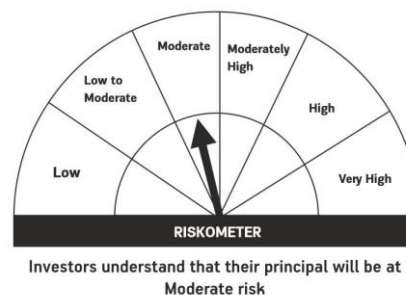 Low
Low to
Moderate
Moderate
Moderately
High
High
Very High
RISKOMETER
Investors understand that their principal will be at
Moderate risk